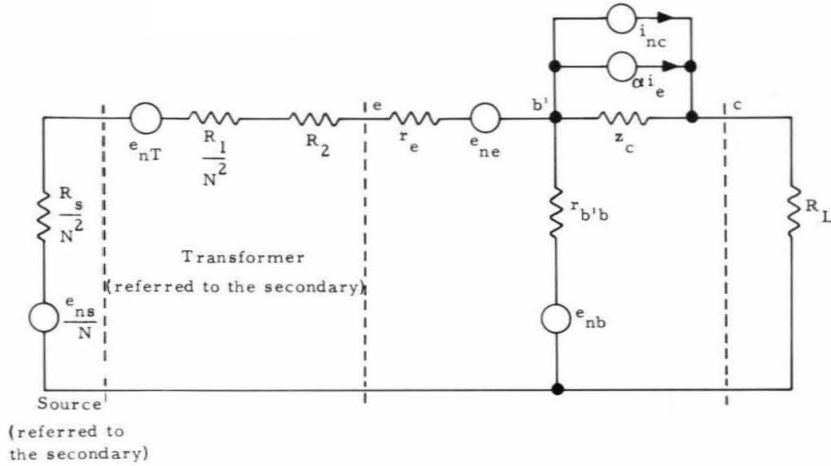 i_nc
αi_e
e_nT
R_1/N^2
R_2
e
r_e
e_ne
b'
z_c
c
R_s/N^2
r_b'b
R_L
Transformer
(referred to the secondary)
e_ns/N
e_nb
Source
(referred to
the secondary)